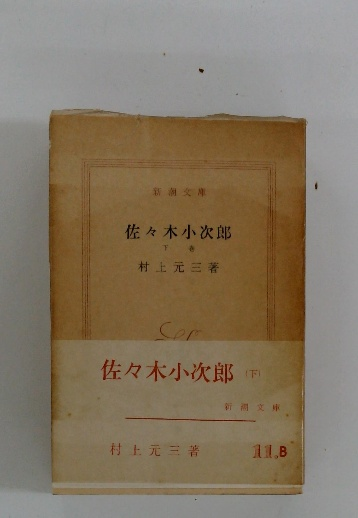 新潮文庫
佐々木小次郎
下巻
村上元三著
佐々木小次郎 (下)
新潮文庫
村上元三著
11.B